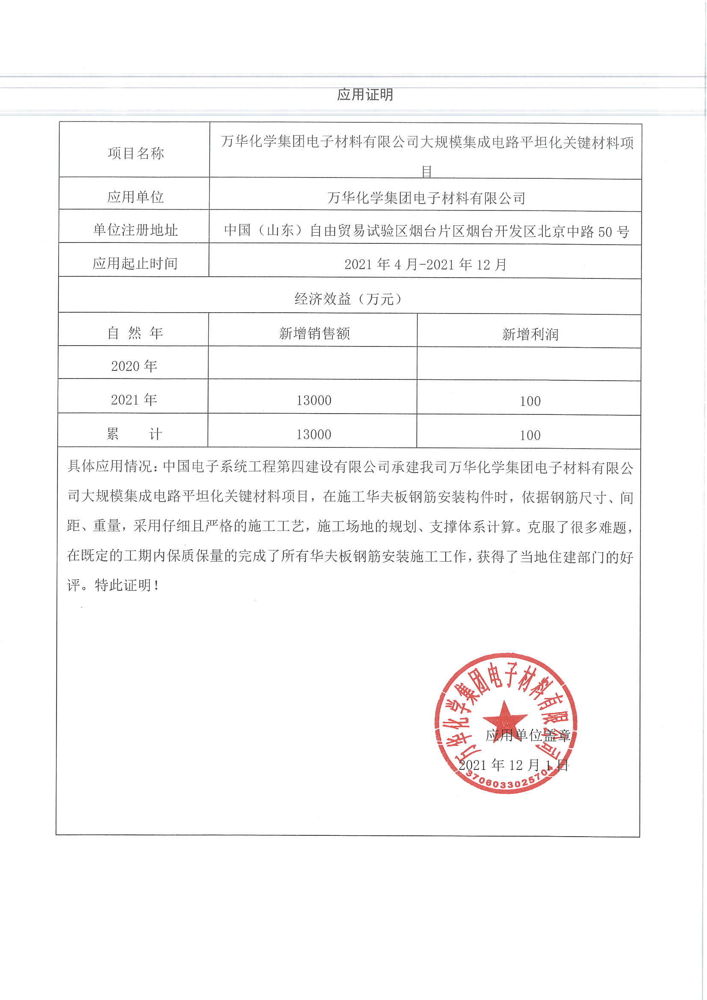 应用证明
项目名称
万华化学集团电子材料有限公司大规模集成电路平坦化关键材料项
目
应用单位
万华化学集团电子材料有限公司
单位注册地址
中国（山东）自由贸易试验区烟台片区烟台开发区北京中路 50 号
应用起止时间
2021 年 4 月-2021 年 12 月
经济效益（万元）
自 然 年
新增销售额
新增利润
2020 年
2021 年
13000
100
累 计
13000
100
具体应用情况：中国电子系统工程第四建设有限公司承建我司万华化学集团电子材料有限公
司大规模集成电路平坦化关键材料项目，在施工华夫板钢筋安装构件时，依据钢筋尺寸、间
距、重量，采用仔细且严格的施工工艺，施工场地的规划、支撑体系计算。克服了很多难题，
在既定的工期内保质保量的完成了所有华夫板钢筋安装施工工作，获得了当地住建部门的好
评。特此证明！
万华化学集团电子材料有限公司
应用单位盖章
2021 年 12 月 1 日
3706033025704